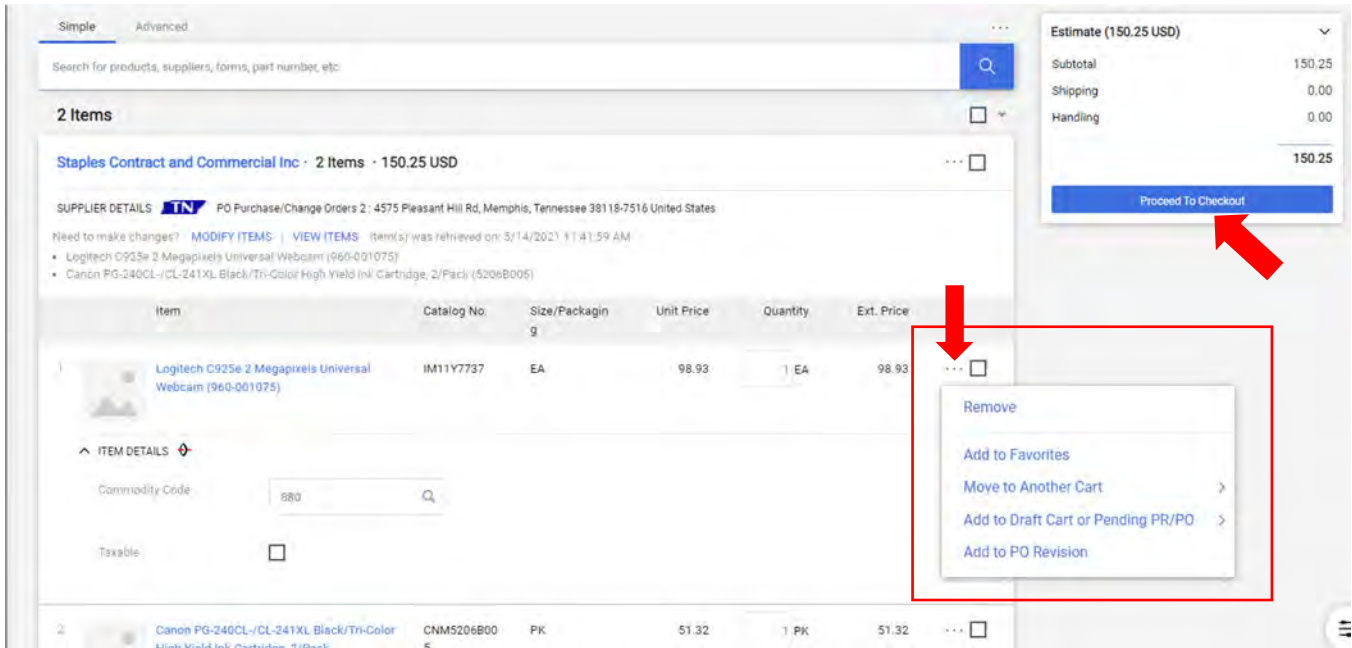 Simple Advanced ...
Search for products, suppliers, forms, part number, etc.
2 Items
Staples Contract and Commercial Inc · 2 Items · 150.25 USD ...
SUPPLIER DETAILS TN PO Purchase/Change Orders 2 : 4575 Pleasant Hill Rd, Memphis, Tennessee 38118-7516 United States
Need to make changes? MODIFY ITEMS | VIEW ITEMS Item(s) was retrieved on: 5/14/2021 11:41:59 AM
• Logitech C925e 2 Megapixels Universal Webcam (960-001075)
• Canon PG-240CL-/CL-241XL Black/Tri-Color High Yield Ink Cartridge, 2/Pack (5206B005)
Item Catalog No. Size/Packagin Unit Price Quantity Ext. Price
g
1 Logitech C925e 2 Megapixels Universal IM11Y7737 EA 98.93 1 EA 98.93 ...
Webcam (960-001075)
ITEM DETAILS
Commodity Code 880
Taxable
2 Canon PG-240CL-/CL-241XL Black/Tri-Color CNM5206B00 PK 51.32 1 PK 51.32 ...
High Yield Ink Cartridge, 2/Pack 5
Remove
Add to Favorites
Move to Another Cart >
Add to Draft Cart or Pending PR/PO >
Add to PO Revision
Estimate (150.25 USD)
Subtotal 150.25
Shipping 0.00
Handling 0.00
150.25
Proceed To Checkout